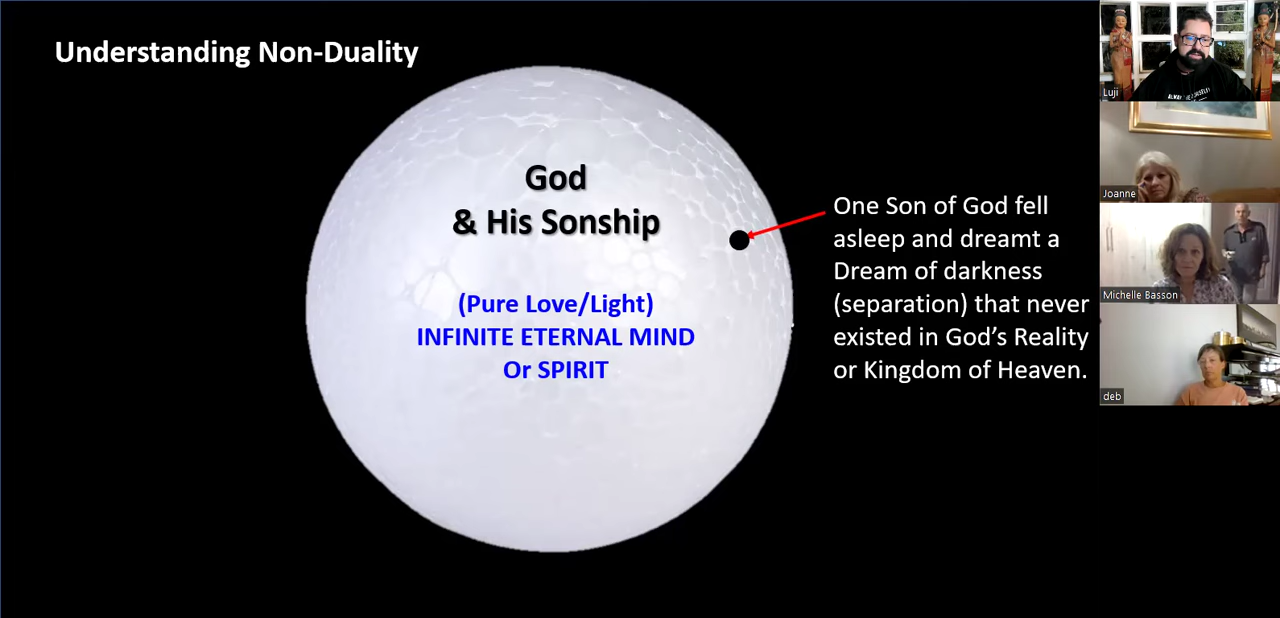 Understanding Non-Duality
God
& His Sonship
(Pure Love/Light)
INFINITE ETERNAL MIND
Or SPIRIT
One Son of God fell
asleep and dreamt a
Dream of darkness
(separation) that never
existed in God’s Reality
or Kingdom of Heaven.
Luji
Joanne
Michelle Basson
deb